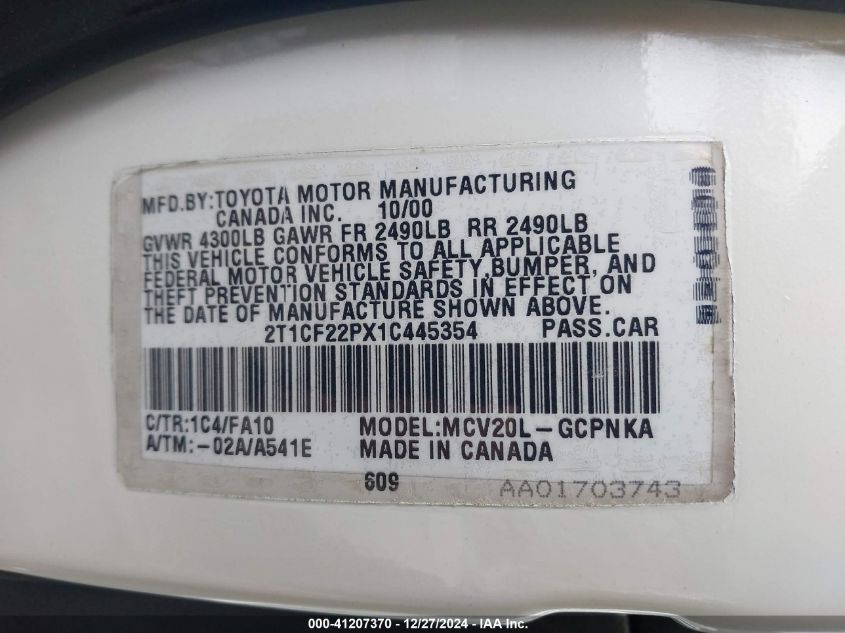 MFD.BY:TOYOTA MOTOR MANUFACTURING
CANADA INC. 10/00
GVWR 4300LB GAWR FR 2490LB RR 2490LB
THIS VEHICLE CONFORMS TO ALL APPLICABLE
FEDERAL MOTOR VEHICLE SAFETY,BUMPER, AND
THEFT PREVENTION STANDARDS IN EFFECT ON
THE DATE OF MANUFACTURE SHOWN ABOVE.
2T1CF22PX1C445354 PASS.CAR
C/TR:1C4/FA10 MODEL:MCV20L-GCPNKA
A/TM:-02A/A541E MADE IN CANADA
609 AA01703743
000-41207370 - 12/27/2024 - IAA Inc.